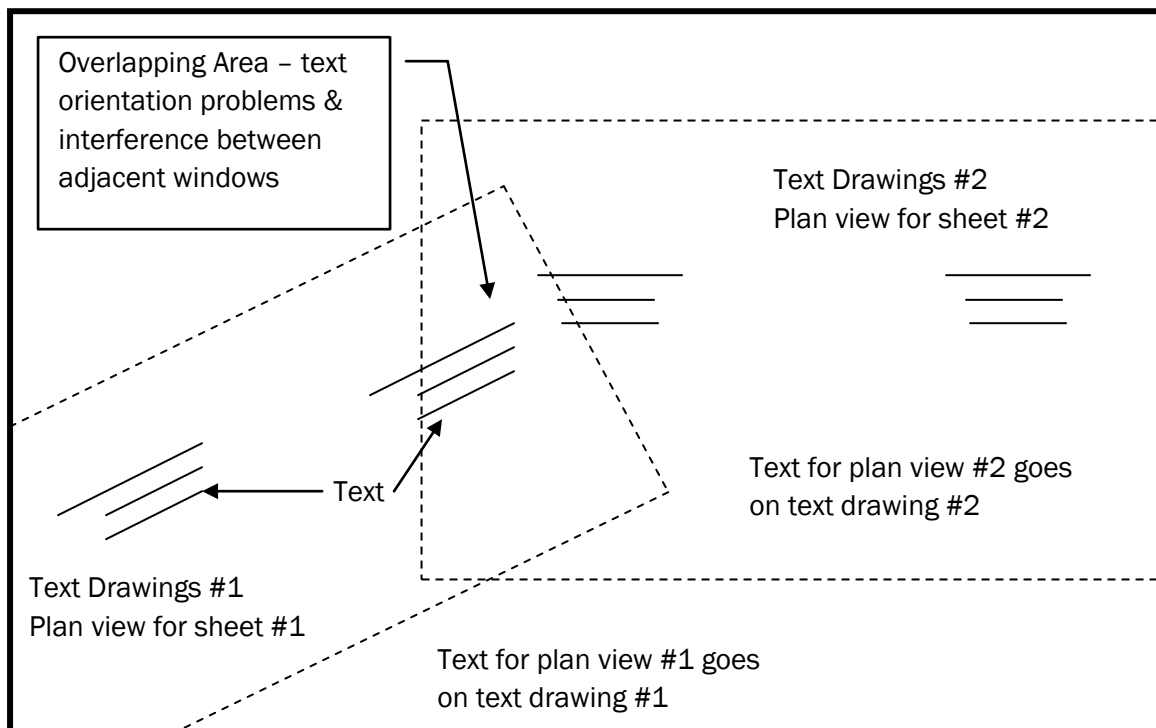 Overlapping Area – text
orientation problems &
interference between
adjacent windows
Text Drawings #2
Plan view for sheet #2
Text for plan view #2 goes
on text drawing #2
Text
Text Drawings #1
Plan view for sheet #1
Text for plan view #1 goes
on text drawing #1